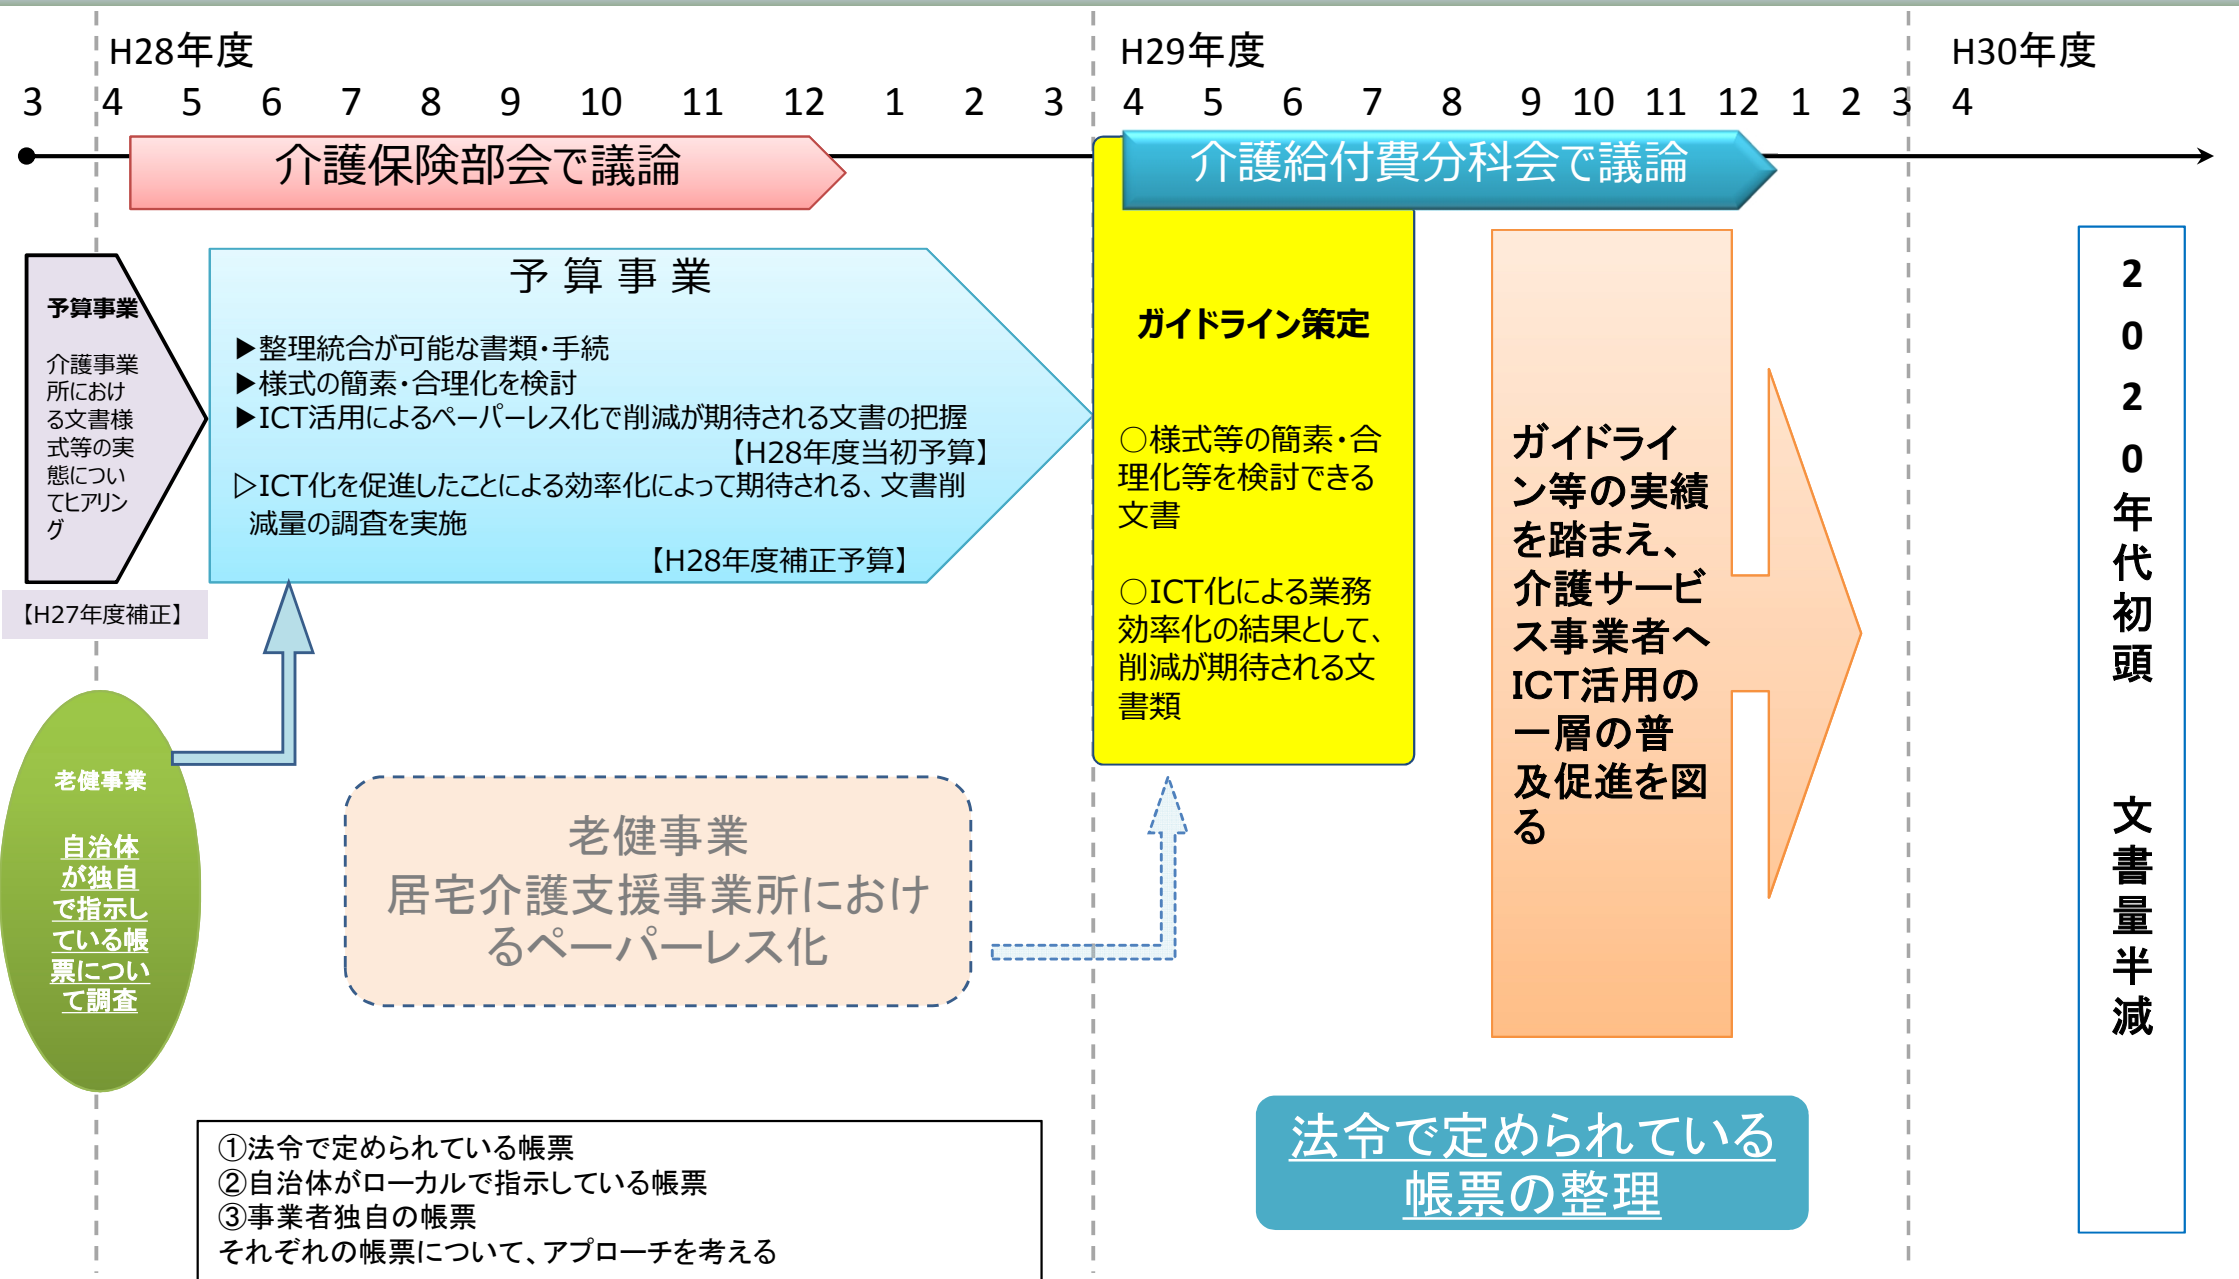 H28年度
H29年度
H30年度
3 4 5 6 7 8 9 10 11 12 1 2 3 4 5 6 7 8 9 10 11 12 1 2 3 4
介護保険部会で議論
介護給付費分科会で議論
予算事業
介護事業
所におけ
る文書様
式等の実
態につい
てヒアリン
グ
【H27年度補正】
予 算 事 業
▶整理統合が可能な書類・手続
▶様式の簡素・合理化を検討
▶ICT活用によるペーパーレス化で削減が期待される文書の把握
【H28年度当初予算】
▷ICT化を促進したことによる効率化によって期待される、文書削
減量の調査を実施
【H28年度補正予算】
ガイドライン策定
○様式等の簡素・合
理化等を検討できる
文書
○ICT化による業務
効率化の結果として、
削減が期待される文
書類
ガイドライ
ン等の実績
を踏まえ、
介護サービ
ス事業者へ
ICT活用の
一層の普
及促進を図
る
2020年代初頭 文書量半減
老健事業
自治体
が独自
で指示し
ている帳
票につい
て調査
老健事業
居宅介護支援事業所におけ
るペーパーレス化
①法令で定められている帳票
②自治体がローカルで指示している帳票
③事業者独自の帳票
それぞれの帳票について、アプローチを考える
法令で定められている
帳票の整理